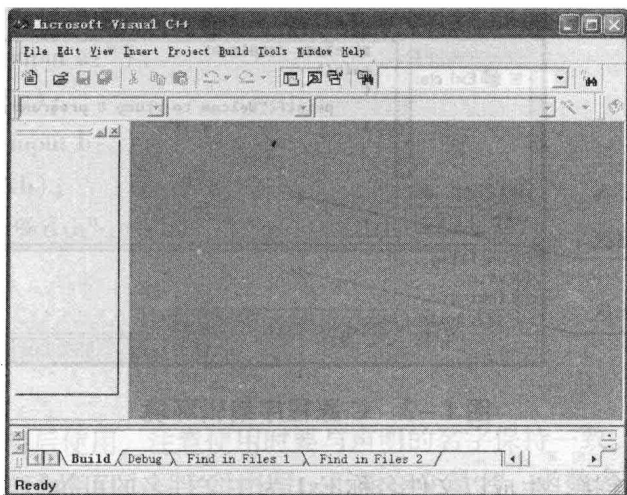 Microsoft Visual C++
File Edit View Insert Project Build Tools Window Help
Build Debug Find in Files 1 Find in Files 2
Ready